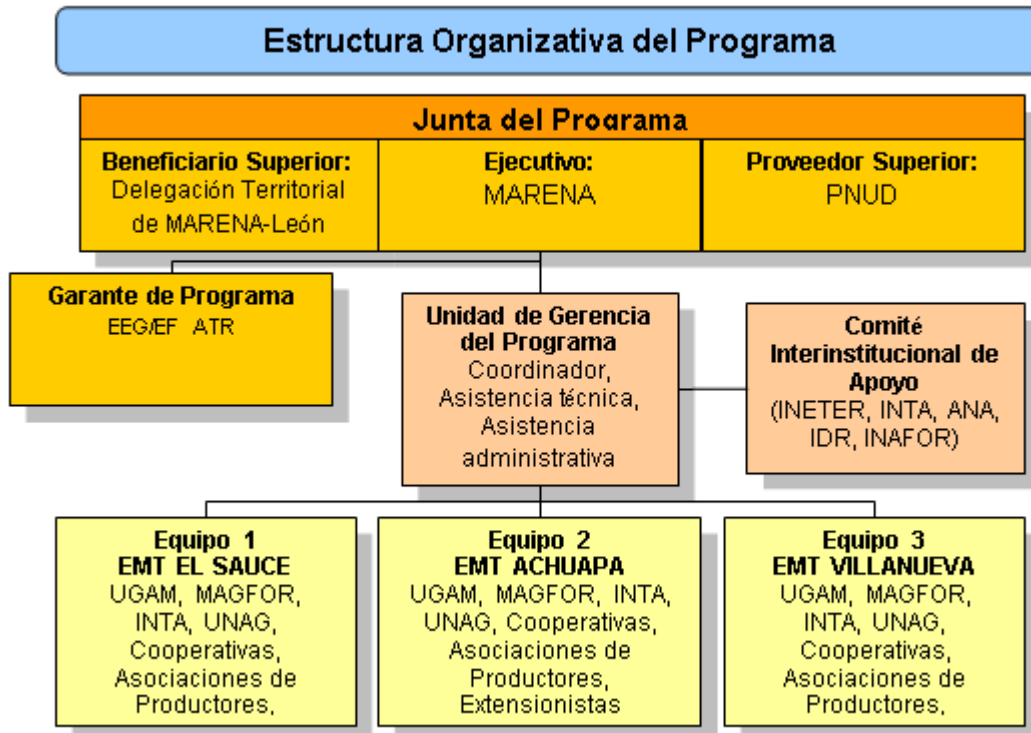 Estructura Organizativa del Programa
Junta del Programa
Beneficiario Superior:
Delegación Territorial
de MARENA-León
Ejecutivo:
MARENA
Proveedor Superior:
PNUD
Garante de Programa
EEG/EF ATR
Unidad de Gerencia
del Programa
Coordinador,
Asistencia técnica,
Asistencia
administrativa
Comité
Interinstitucional de
Apoyo
(INETER, INTA, ANA,
IDR, INAFOR)
Equipo 1
EMT EL SAUCE
UGAM, MAGFOR,
INTA, UNAG,
Cooperativas,
Asociaciones de
Productores,
Equipo 2
EMT ACHUAPA
UGAM, MAGFOR, INTA,
UNAG, Cooperativas,
Asociaciones de
Productores,
Extensionistas
Equipo 3
EMT VILLANUEVA
UGAM, MAGFOR,
INTA, UNAG,
Cooperativas,
Asociaciones de
Productores,